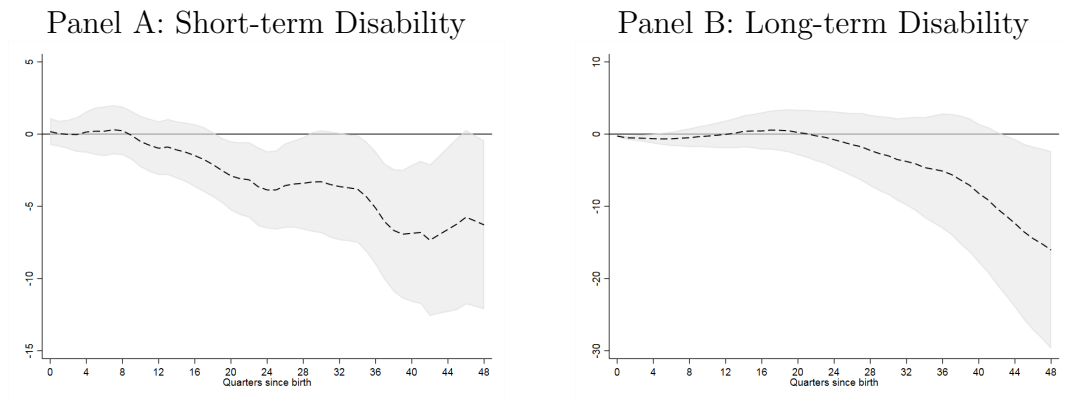 Panel A: Short-term Disability
5
0
-5
-10
-15
0 4 8 12 16 20 24 28 32 36 40 44 48
Quarters since birth
Panel B: Long-term Disability
10
0
-10
-20
-30
0 4 8 12 16 20 24 28 32 36 40 44 48
Quarters since birth